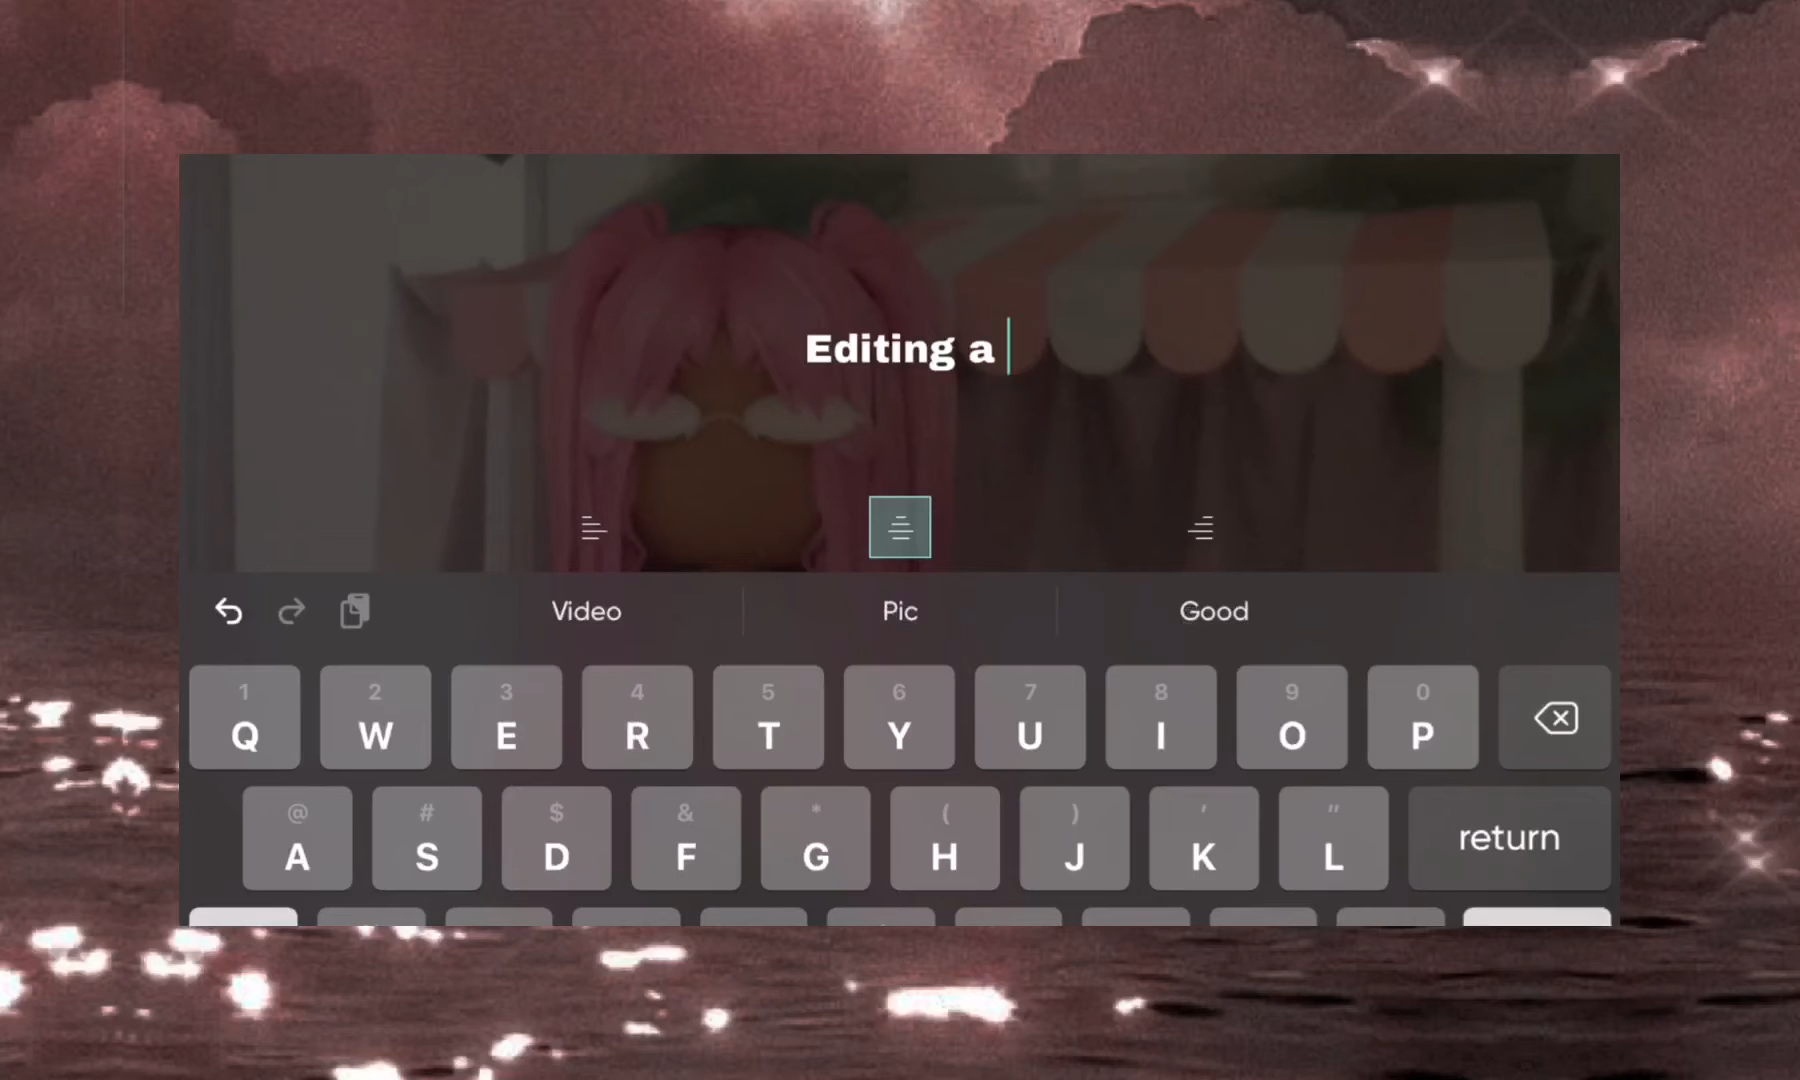 Editing a
Video Pic Good
1 2 3 4 5 6 7 8 9 0
Q W E R T Y U I O P
@ # $ & * ( ) ' "
A S D F G H J K L return